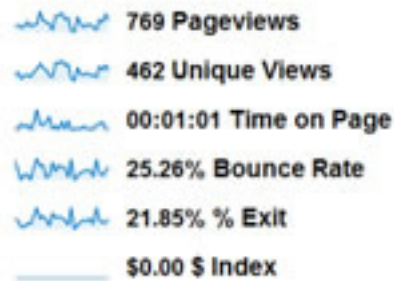 769 Pageviews
462 Unique Views
00:01:01 Time on Page
25.26% Bounce Rate
21.85% % Exit
$0.00 $ Index